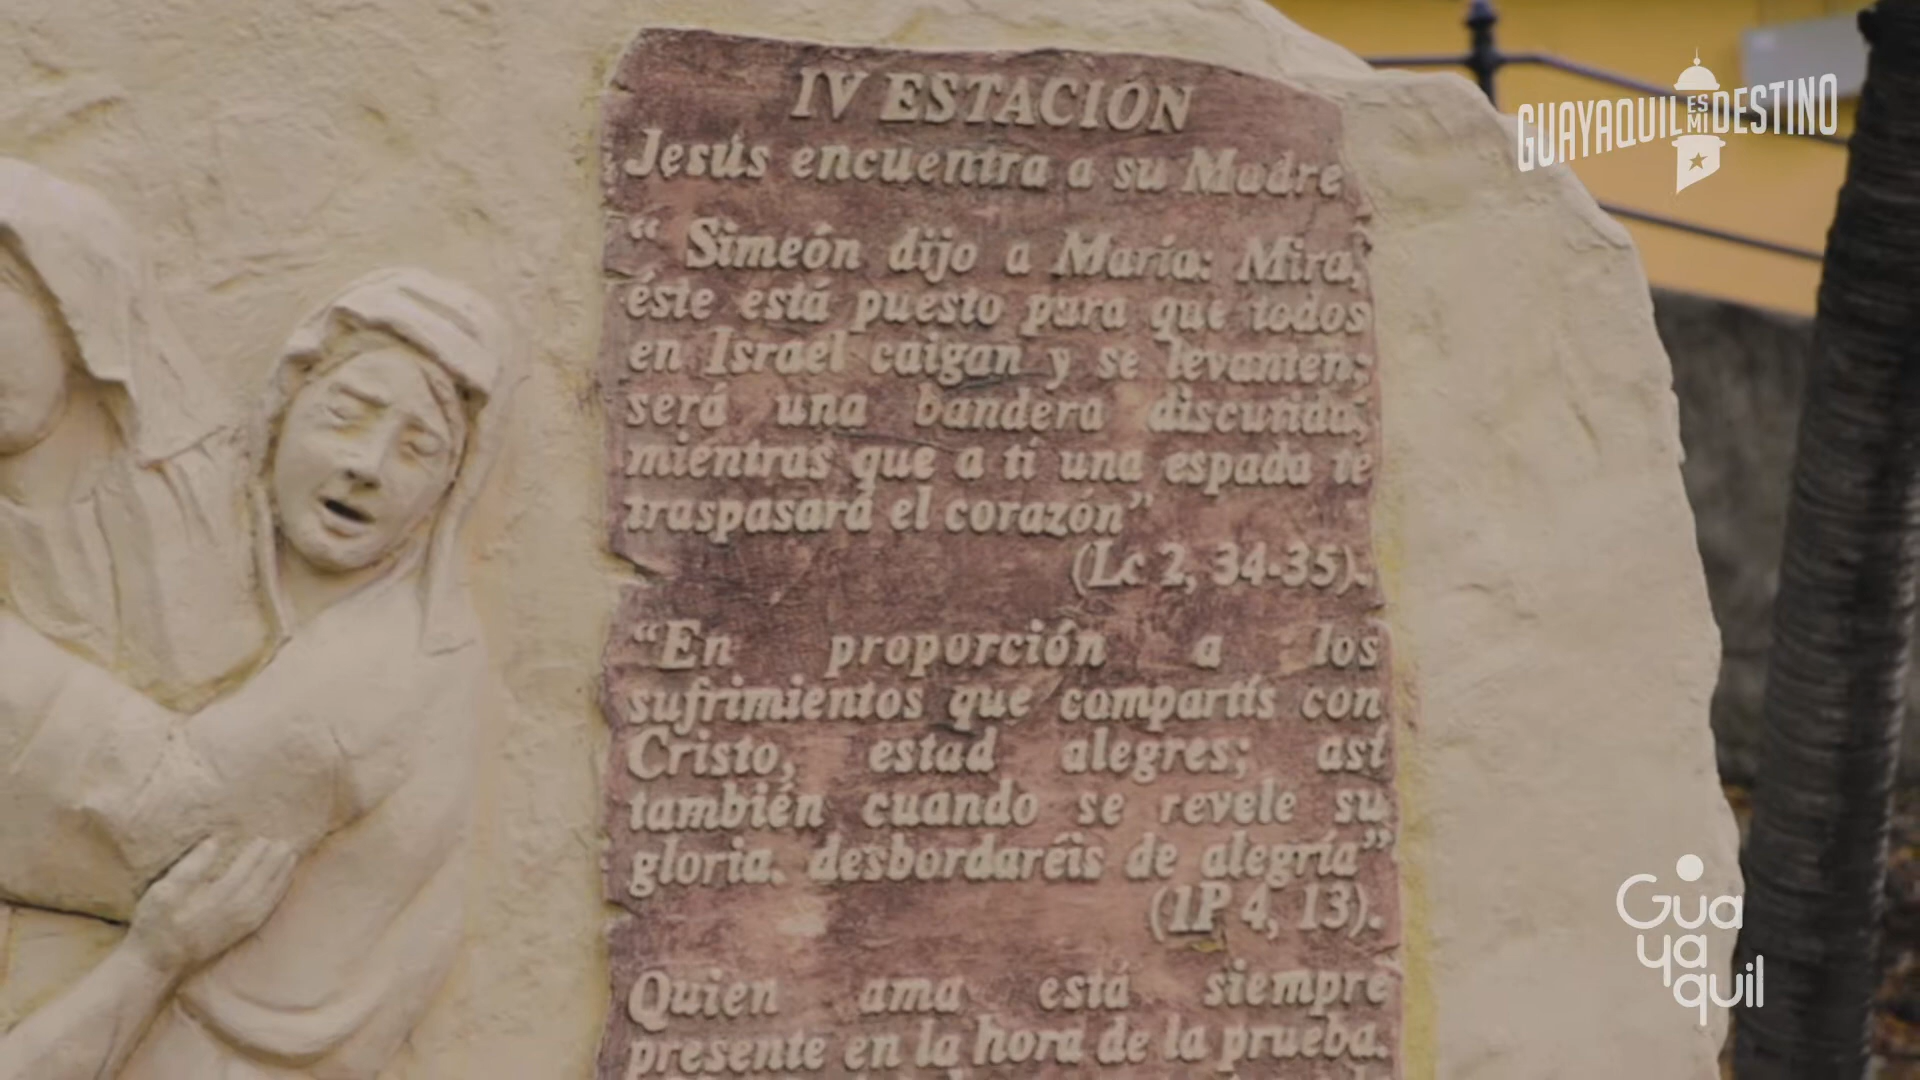 IV ESTACIÓN
Jesús encuentra a su Madre
“ Simeón dijo a María: Mira,
éste está puesto para que todos
en Israel caigan y se levanten;
será una bandera discutida;
mientras que a ti una espada te
traspasará el corazón”
(Lc 2, 34-35).
“En proporción a los
sufrimientos que compartís con
Cristo, estad alegres; así
también cuando se revele su
gloria, desbordaréis de alegría”
(1P 4, 13).
Quien ama está siempre
presente en la hora de la prueba.
GUAYAQUIL ES MI DESTINO
Guayaquil